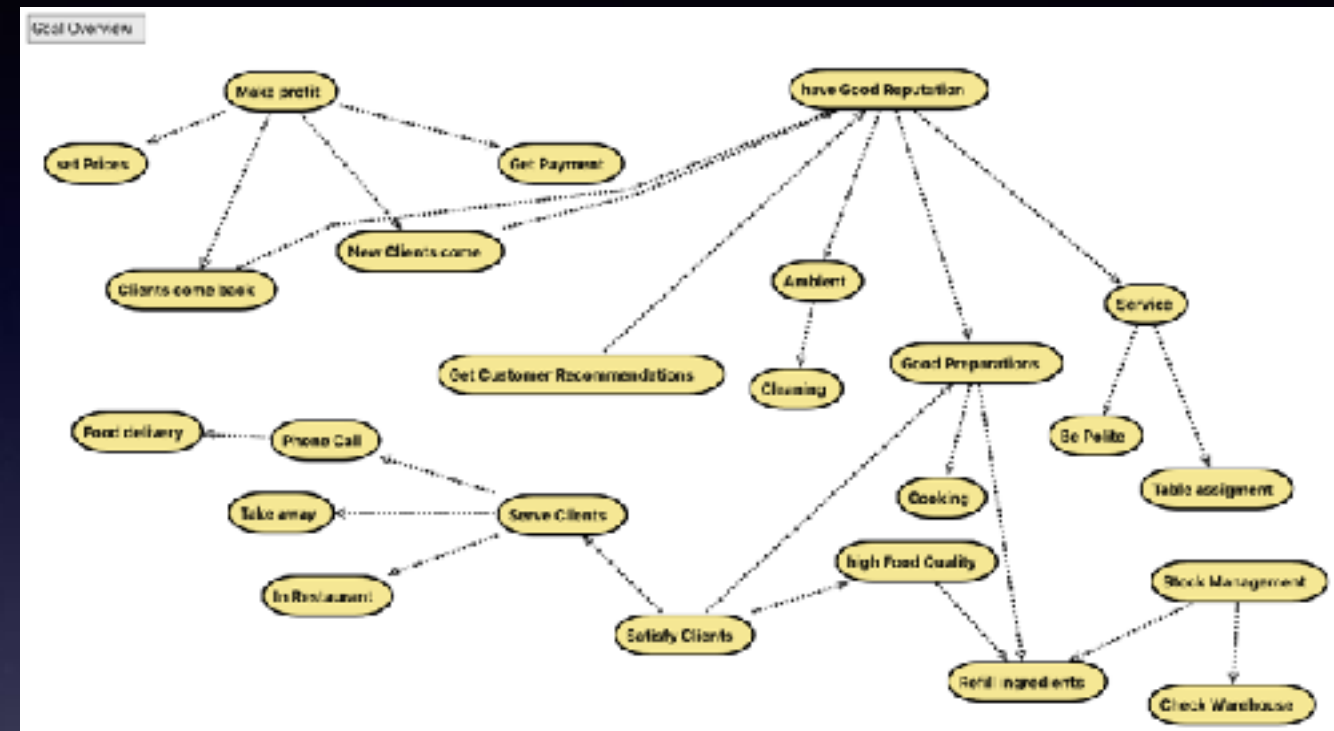 Goal Overview
Make profit
have Good Reputation
set Prices
Get Payment
New Clients come
Clients come back
Ambient
Service
Good Preparations
Get Customer Recommendations
Cleaning
Food delivery
Phone Call
Be Polite
Cooking
Table assigment
Take away
Serve Clients
high Food Quality
Stock Management
In Restaurant
Satisfy Clients
Refill Ingredients
Check Warehouse